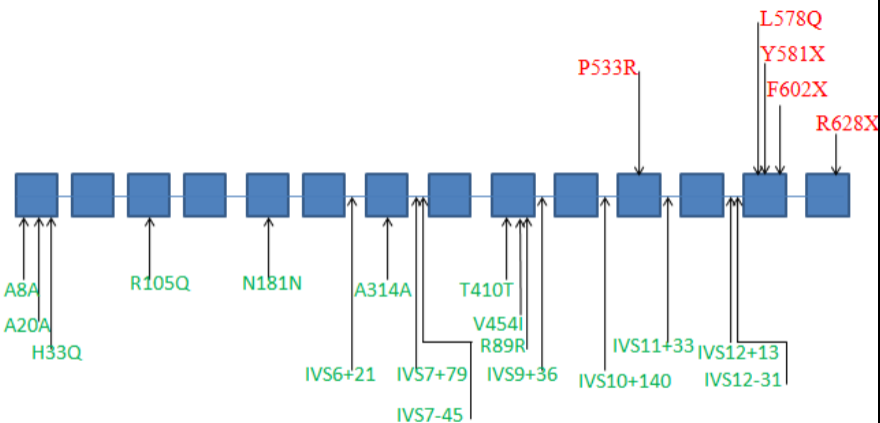 L578Q
Y581X
P533R
F602X
R628X
A8A
R105Q
N181N
A314A
T410T
A20A
V454I
H33Q
R89R
IVS11+33
IVS12+13
IVS6+21
IVS7+79
IVS9+36
IVS10+140
IVS12-31
IVS7-45